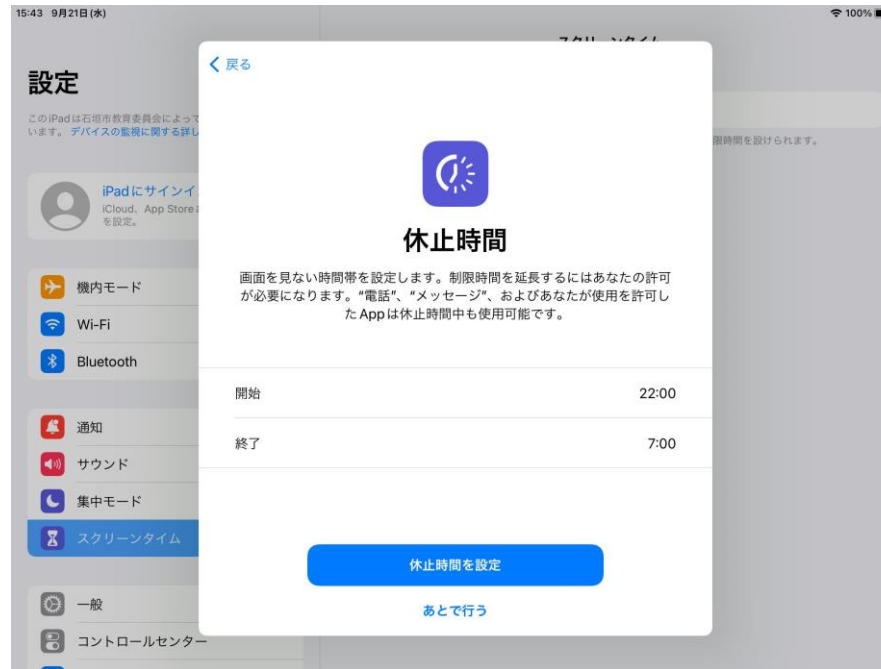 15:43 9月21日(水)
100%
設定
このiPadは石垣市教育委員会によって
います。 デバイスの監視に関する詳し
iPadにサインイ
iCloud、App Store
を設定。
機内モード
Wi-Fi
Bluetooth
通知
サウンド
集中モード
スクリーンタイム
一般
コントロールセンター
限時間を設けられます。
戻る
休止時間
画面を見ない時間帯を設定します。制限時間を延長するにはあなたの許可
が必要になります。“電話”、“メッセージ”、およびあなたが使用を許可し
たAppは休止時間中も使用可能です。
開始 22:00
終了 7:00
休止時間を設定
あとで行う